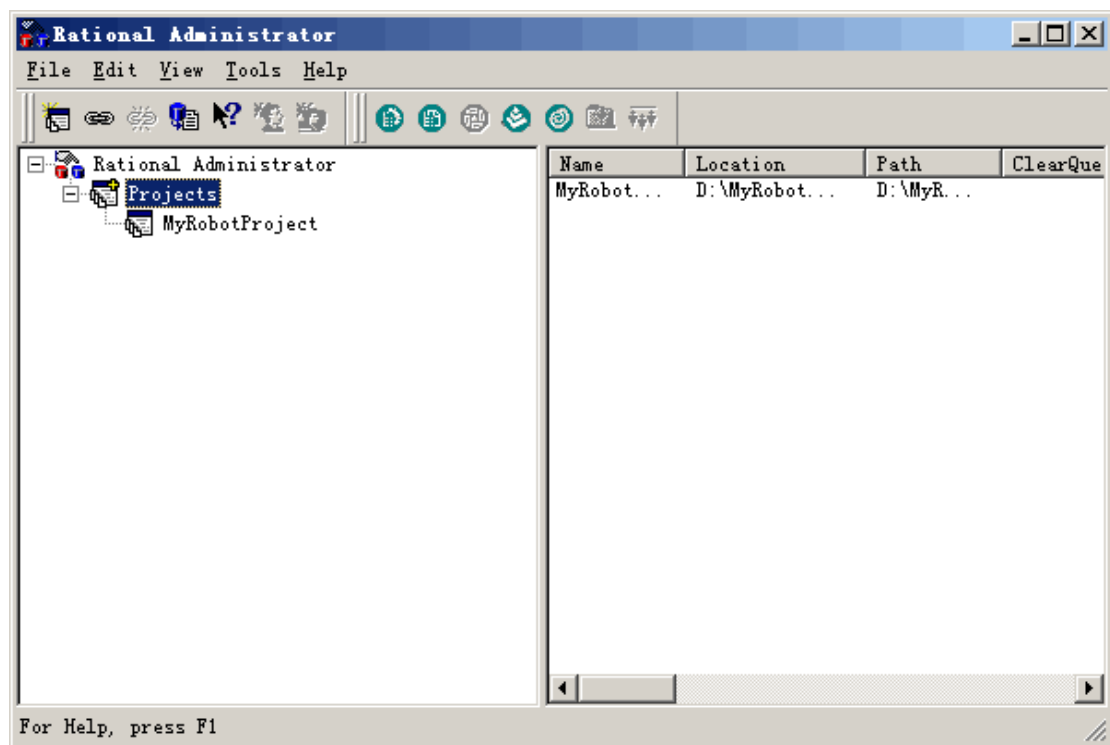 Rational Administrator
File Edit View Tools Help
Rational Administrator
Projects
MyRobotProject
Name Location Path ClearQue
MyRobot... D:\MyRobot... D:\MyR...
For Help, press F1